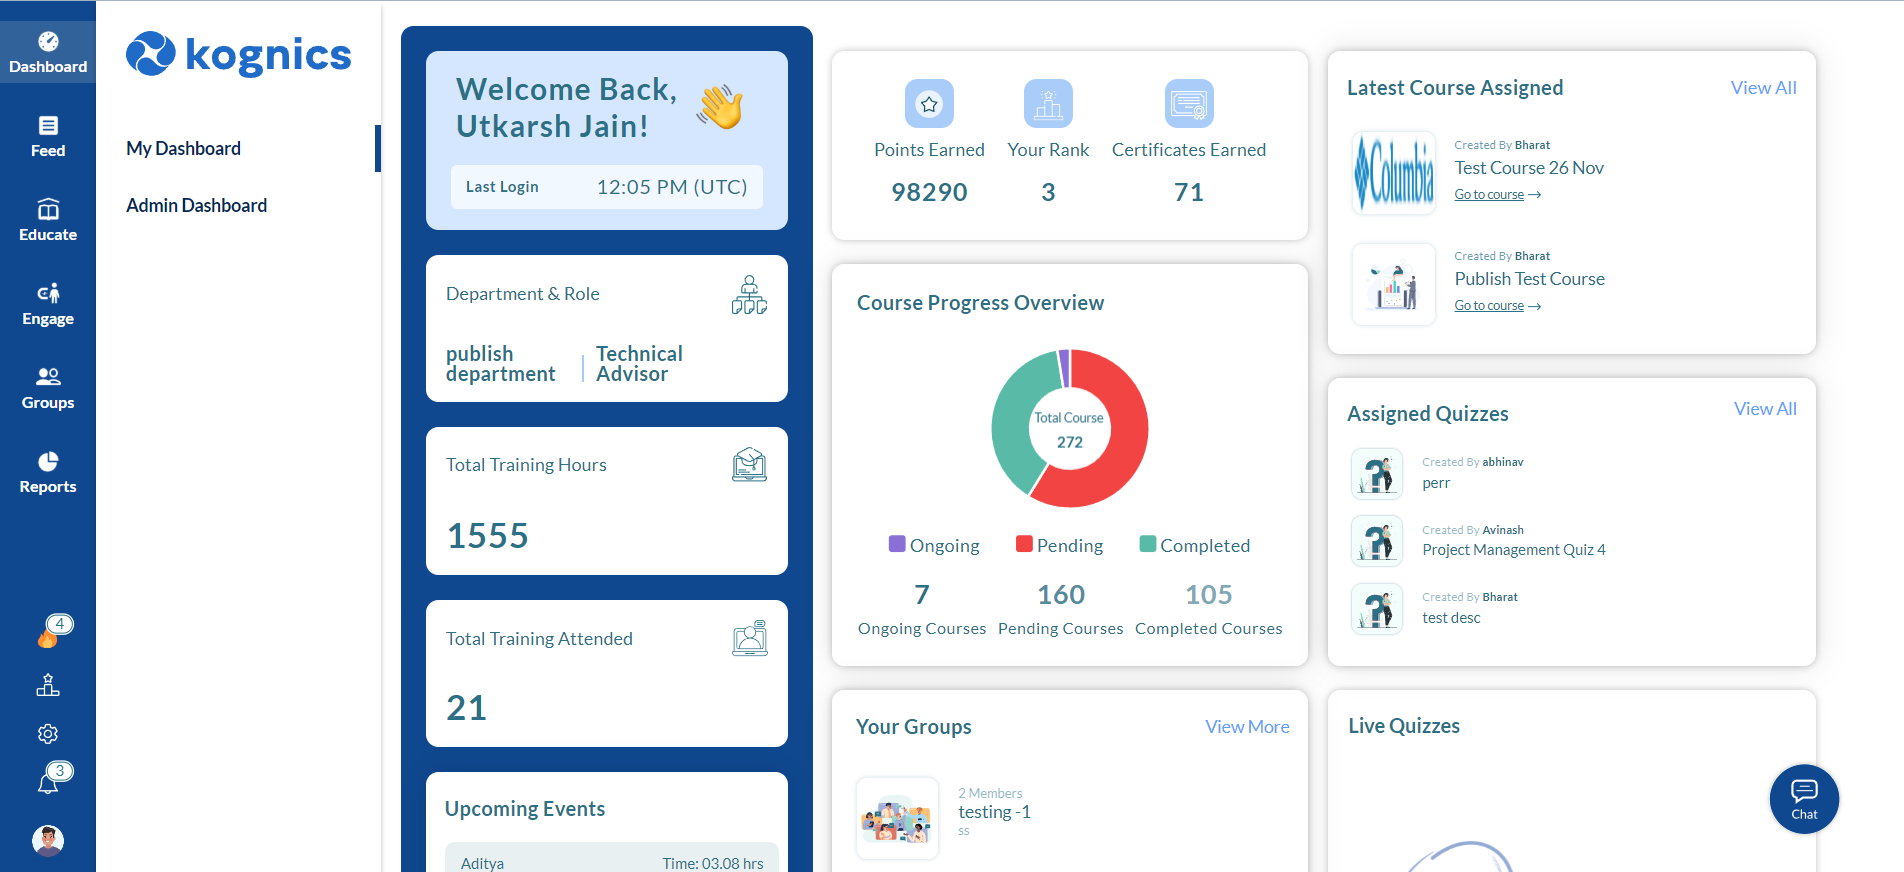 Dashboard
Feed
Educate
Engage
Groups
Reports
4
3
kognics
My Dashboard
Admin Dashboard
Welcome Back,
Utkarsh Jain!
Last Login 12:05 PM (UTC)
Department & Role
publish
department
Technical
Advisor
Total Training Hours
1555
Total Training Attended
21
Upcoming Events
Aditya Time: 03.08 hrs
Points Earned Your Rank Certificates Earned
98290 3 71
Course Progress Overview
Total Course
272
Ongoing Pending Completed
7 160 105
Ongoing Courses Pending Courses Completed Courses
Your Groups View More
2 Members
testing -1
ss
Latest Course Assigned View All
Columbia
Created By Bharat
Test Course 26 Nov
Go to course →
Created By Bharat
Publish Test Course
Go to course →
Assigned Quizzes View All
Created By abhinav
perr
Created By Avinash
Project Management Quiz 4
Created By Bharat
test desc
Live Quizzes
Chat